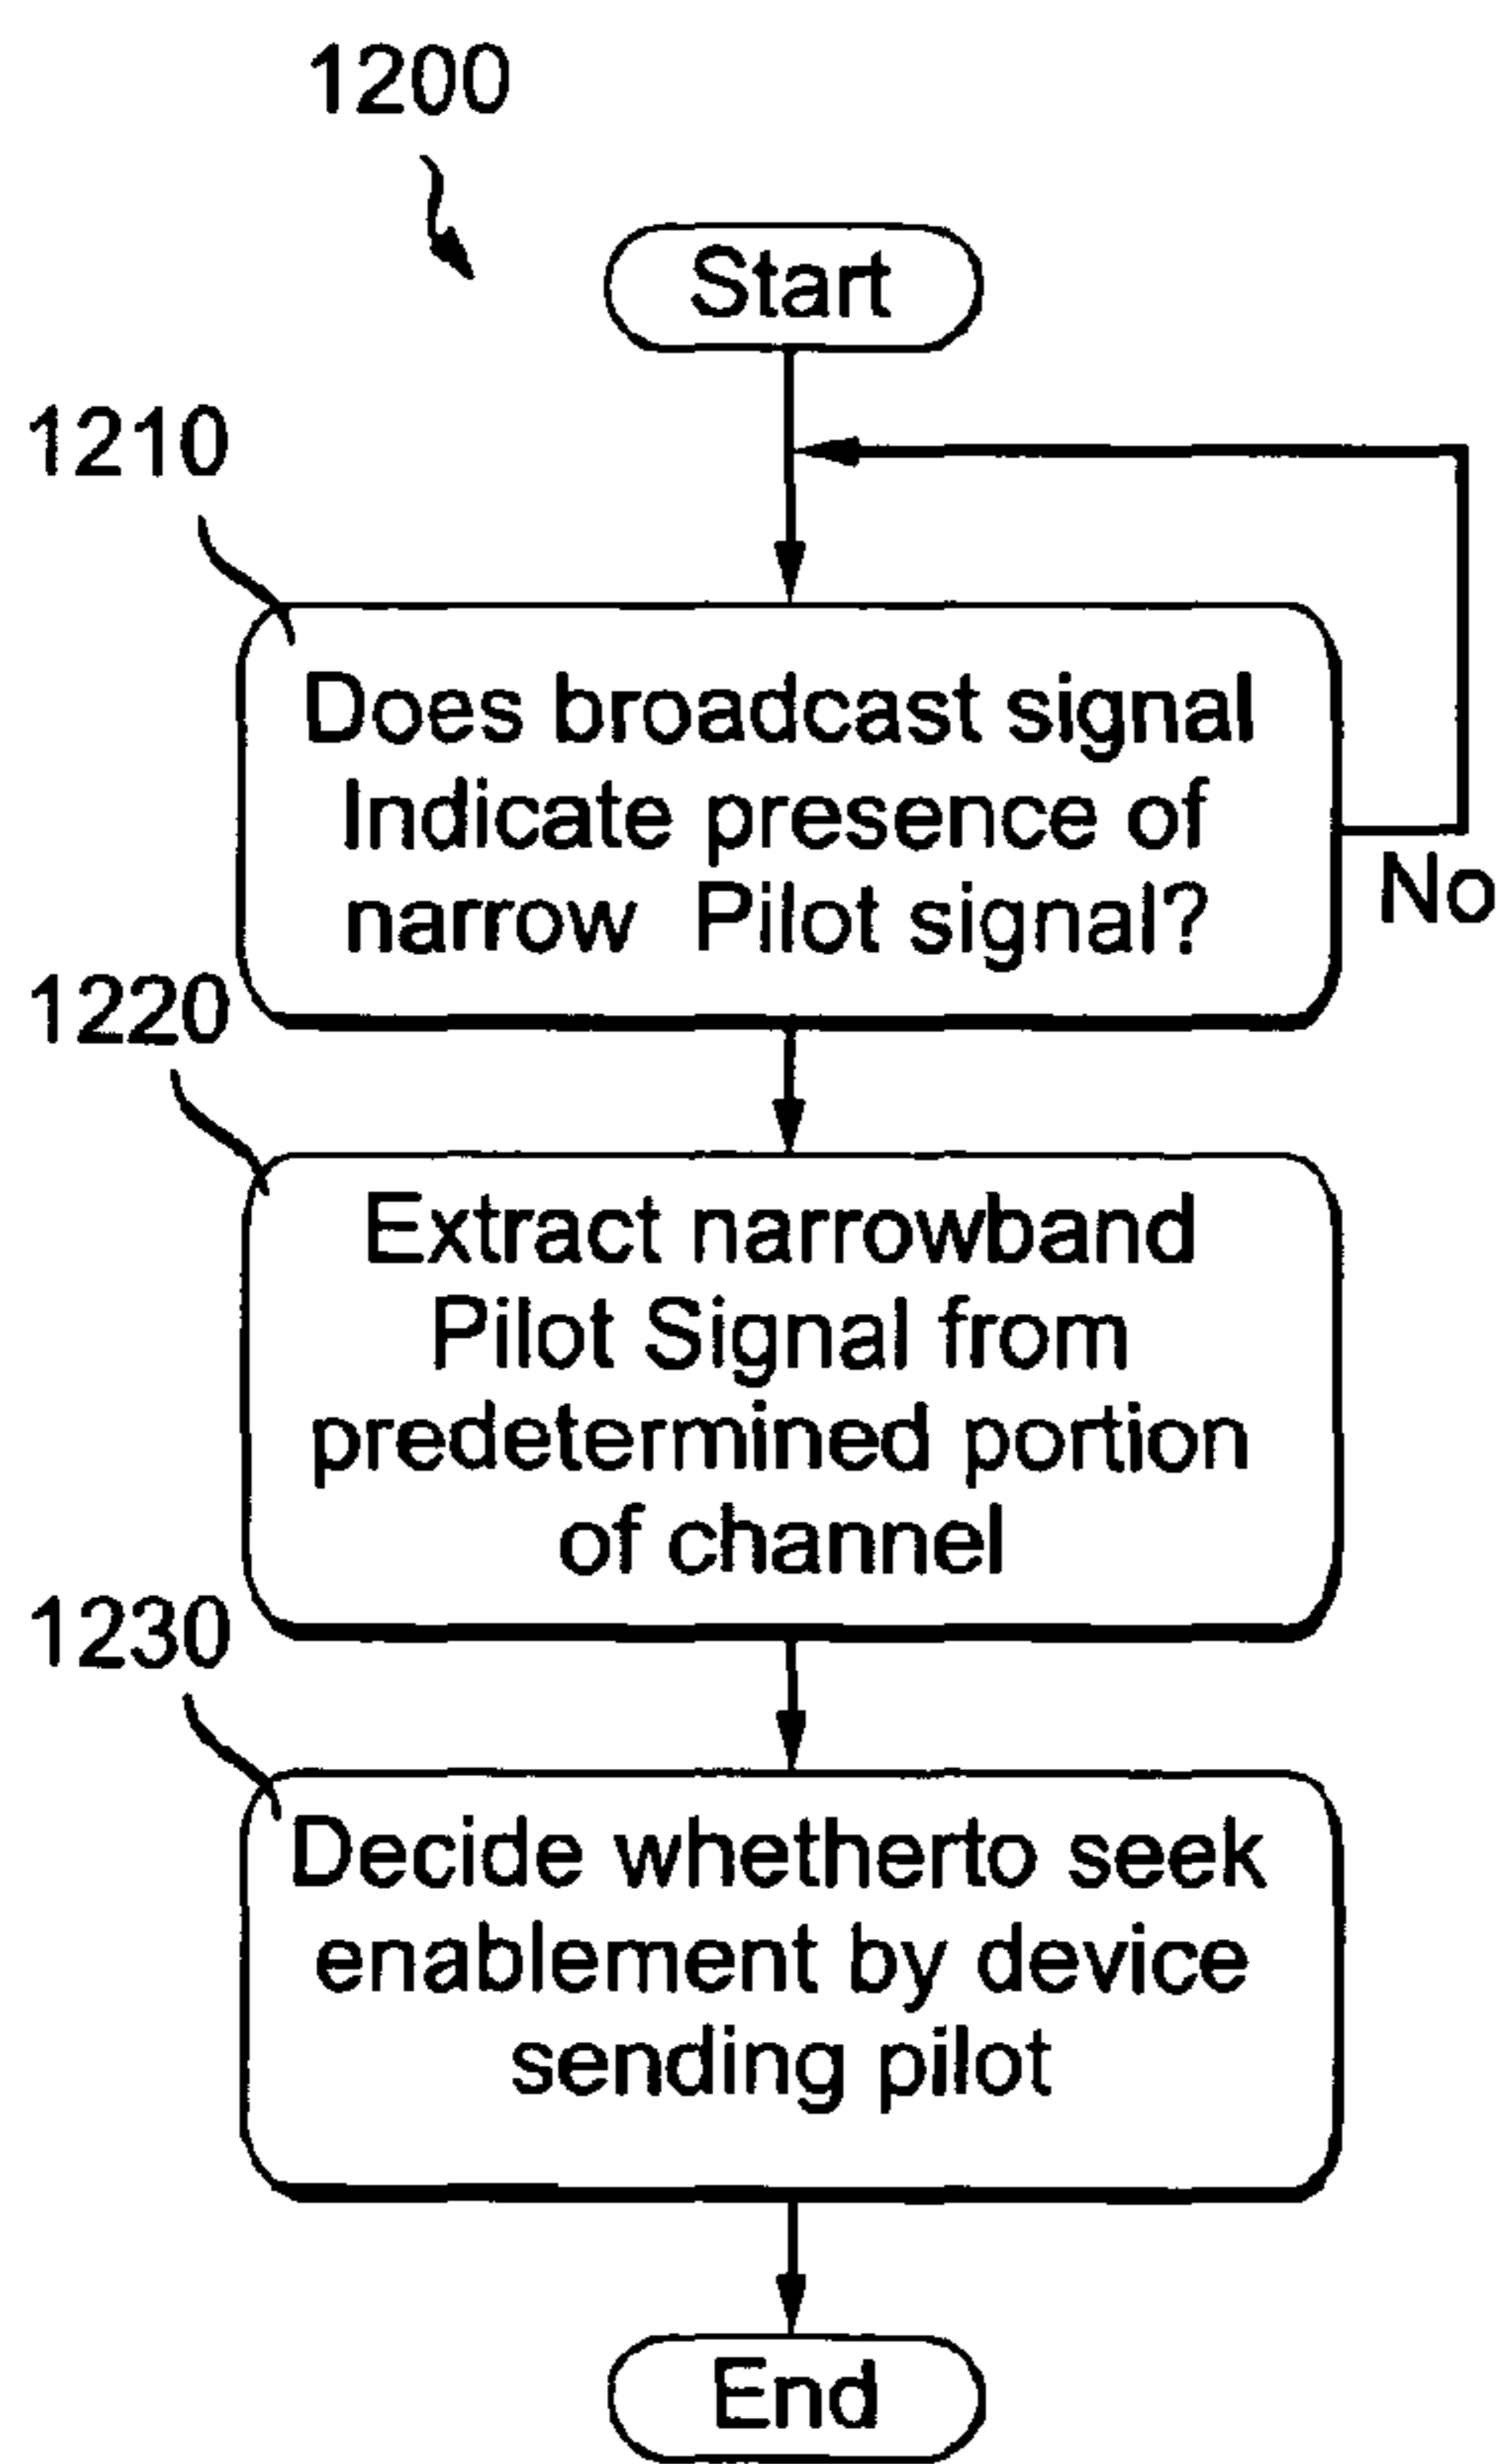 1200
Start
1210
Does broadcast signal
Indicate presence of
narrow Pilot signal?
No
1220
Extract narrowband
Pilot Signal from
predetermined portion
of channel
1230
Decide whetherto seek
enablement by device
sending pilot
End